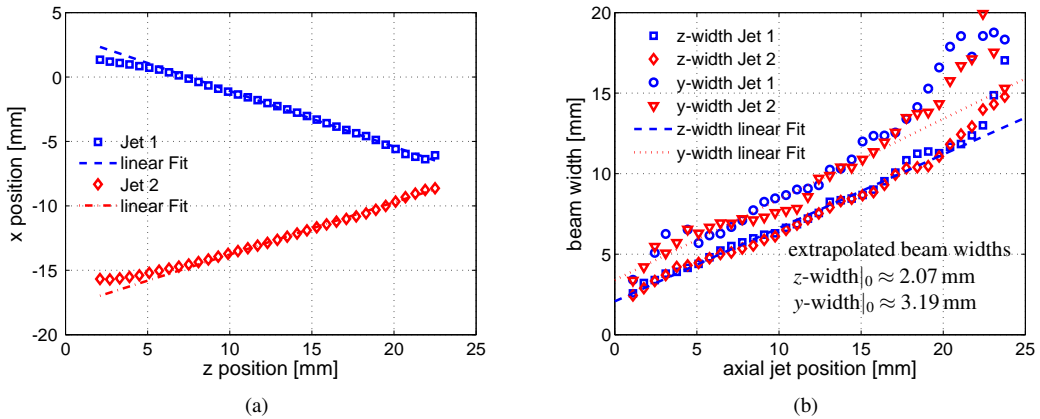 5
0
-5
-10
-15
-20
0
5
10
15
20
25
x position [mm]
z position [mm]
Jet 1
linear Fit
Jet 2
linear Fit
(a)
20
15
10
5
0
0
5
10
15
20
25
beam width [mm]
axial jet position [mm]
z-width Jet 1
z-width Jet 2
y-width Jet 1
y-width Jet 2
z-width linear Fit
y-width linear Fit
extrapolated beam widths
z-width|0 ≈ 2.07 mm
y-width|0 ≈ 3.19 mm
(b)